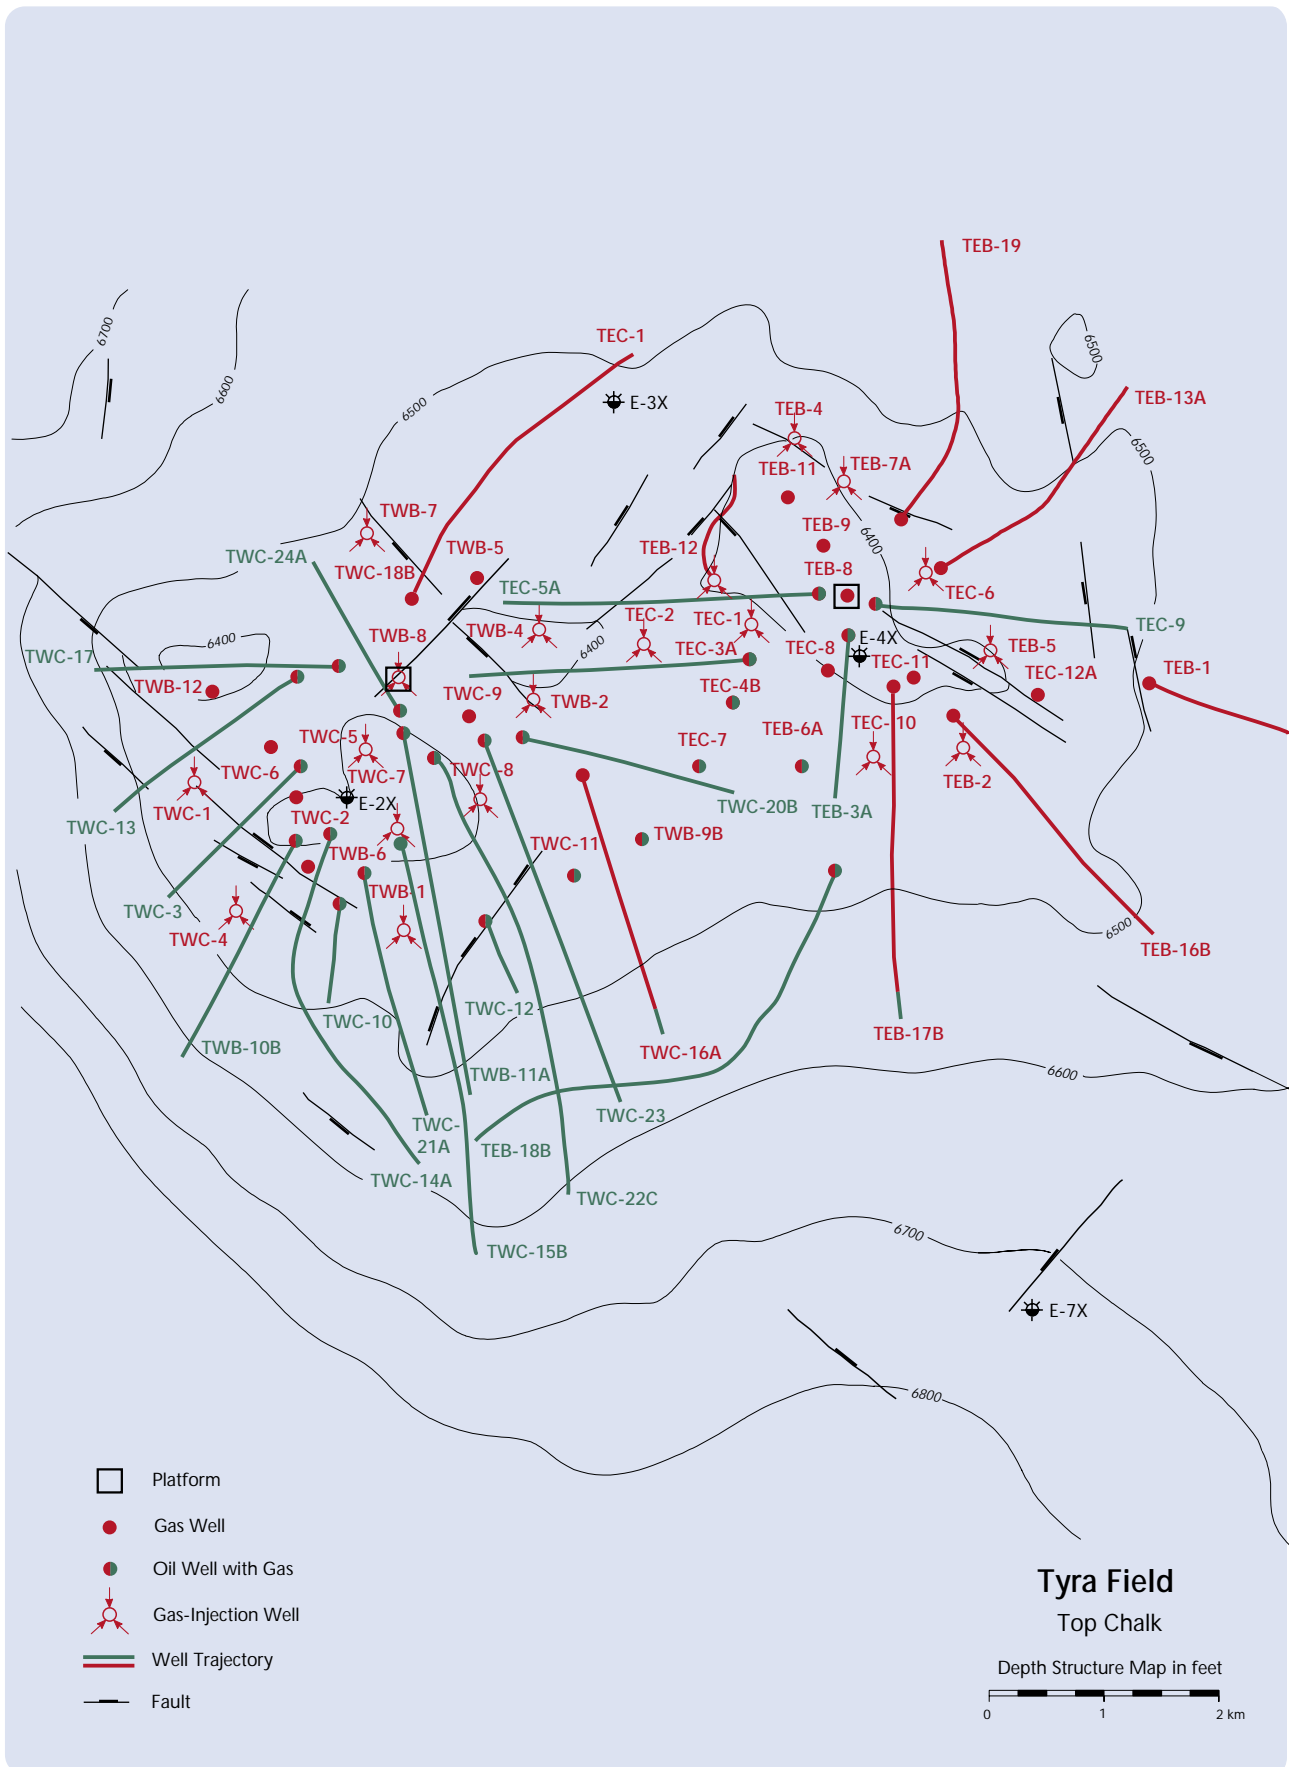 TEB-19
6700
TEC-1
6500
6500
6600
TEB-13A
E-3X
6500
TEB-4
6500
TEB-11
TEB-7A
TWB-7
TEB-9
6400
TWC-24A
TWB-5
TEB-12
TWC-18B
TEB-8
TEC-5A
TEC-6
TEC-2
TEC-1
TEC-9
TWB-8
TWB-4
6400
6400
TEC-3A
TEC-8
E-4X
TEB-5
TWC-17
TEC-11
TEB-1
TEC-12A
TWB-12
TWC-9
TWB-2
TEC-4B
TWC-5
TEC-7
TEB-6A
TEC-10
TWC-6
TWC-7
TWC-8
TEB-2
E-2X
TWC-20B
TWC-1
TEB-3A
TWC-13
TWC-2
TWB-9B
TWC-11
TWB-6
TWB-1
TWC-3
TWC-4
6500
TEB-16B
TWC-12
TWC-10
TEB-17B
TWB-10B
TWC-16A
TWB-11A
6600
TWC-23
TWC-
21A
TEB-18B
TWC-14A
TWC-22C
TWC-15B
6700
E-7X
6800
Platform
Gas Well
Oil Well with Gas
Gas-Injection Well
Well Trajectory
Fault
Tyra Field
Top Chalk
Depth Structure Map in feet
0 1 2 km